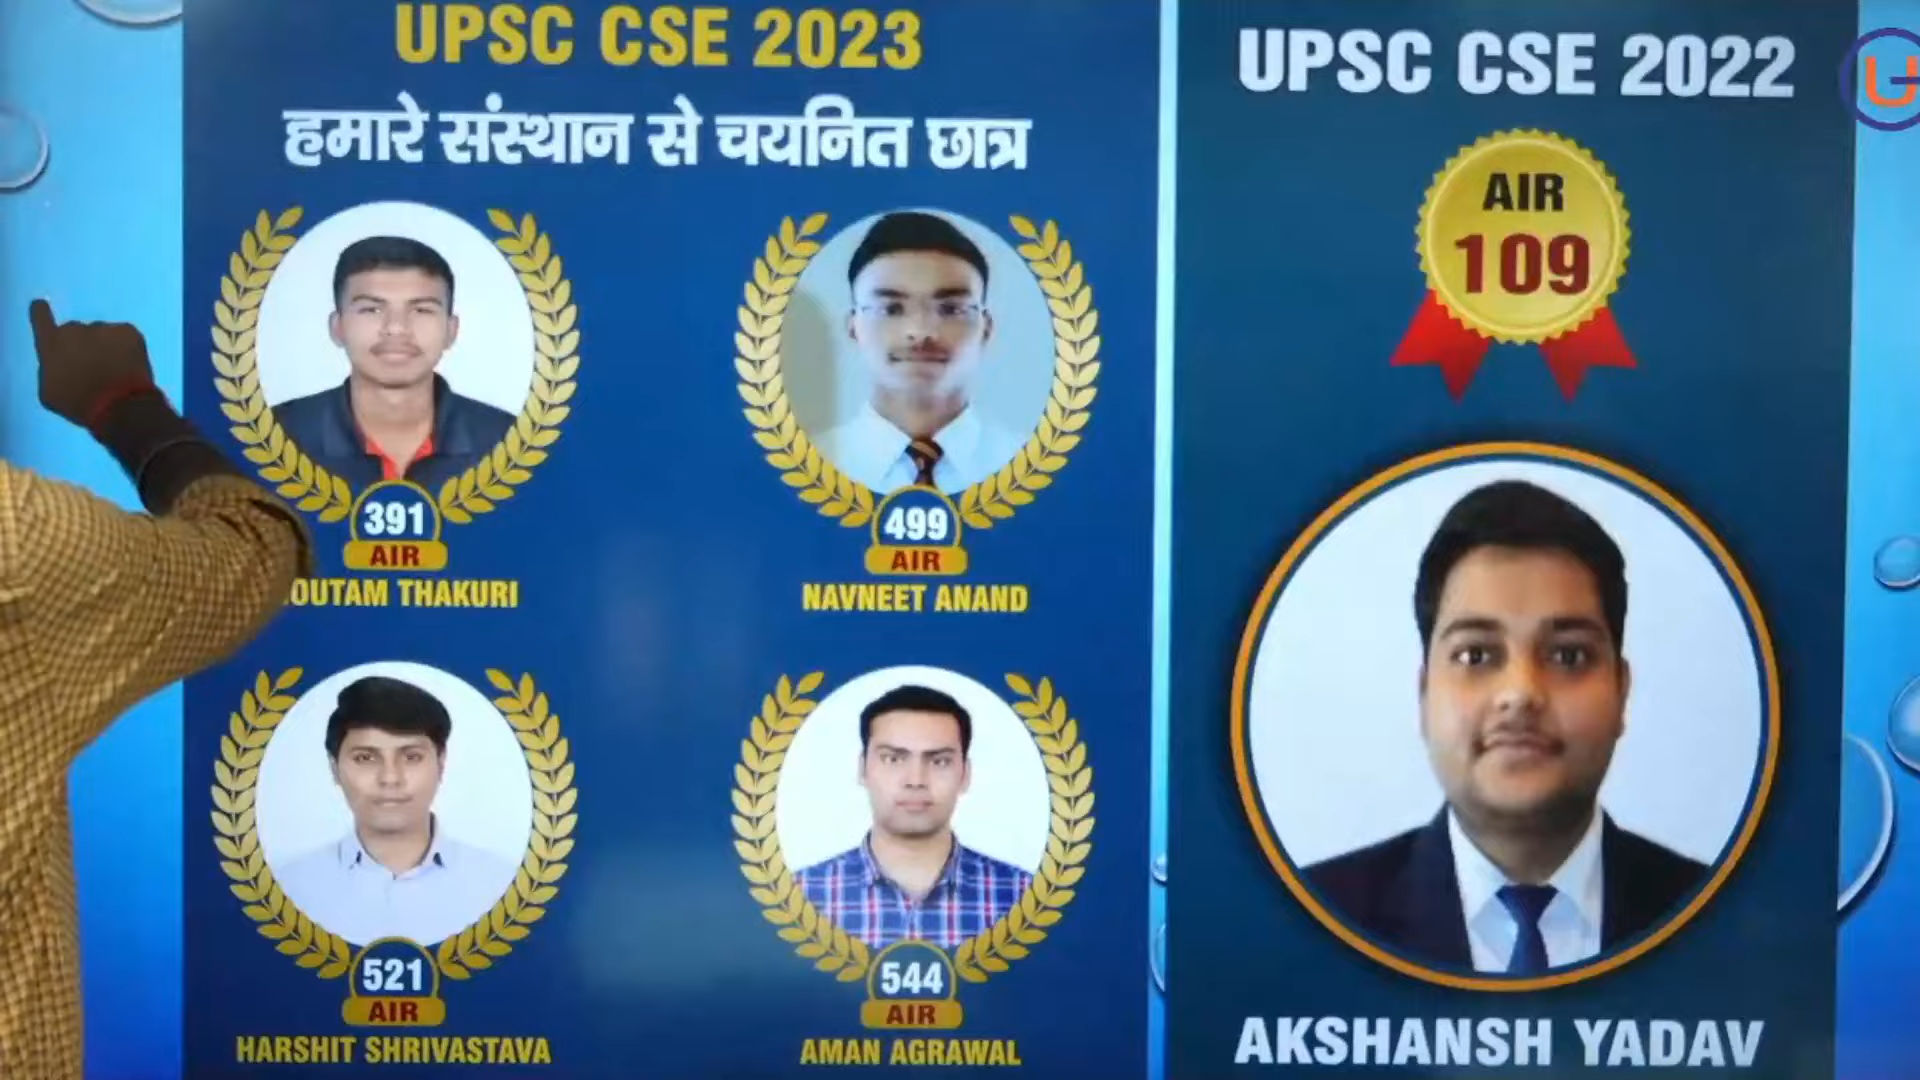 UPSC CSE 2023
हमारे संस्थान से चयनित छात्र
391
AIR
OUTAM THAKURI
499
AIR
NAVNEET ANAND
521
AIR
HARSHIT SHRIVASTAVA
544
AIR
AMAN AGRAWAL
UPSC CSE 2022
AIR
109
AKSHANSH YADAV